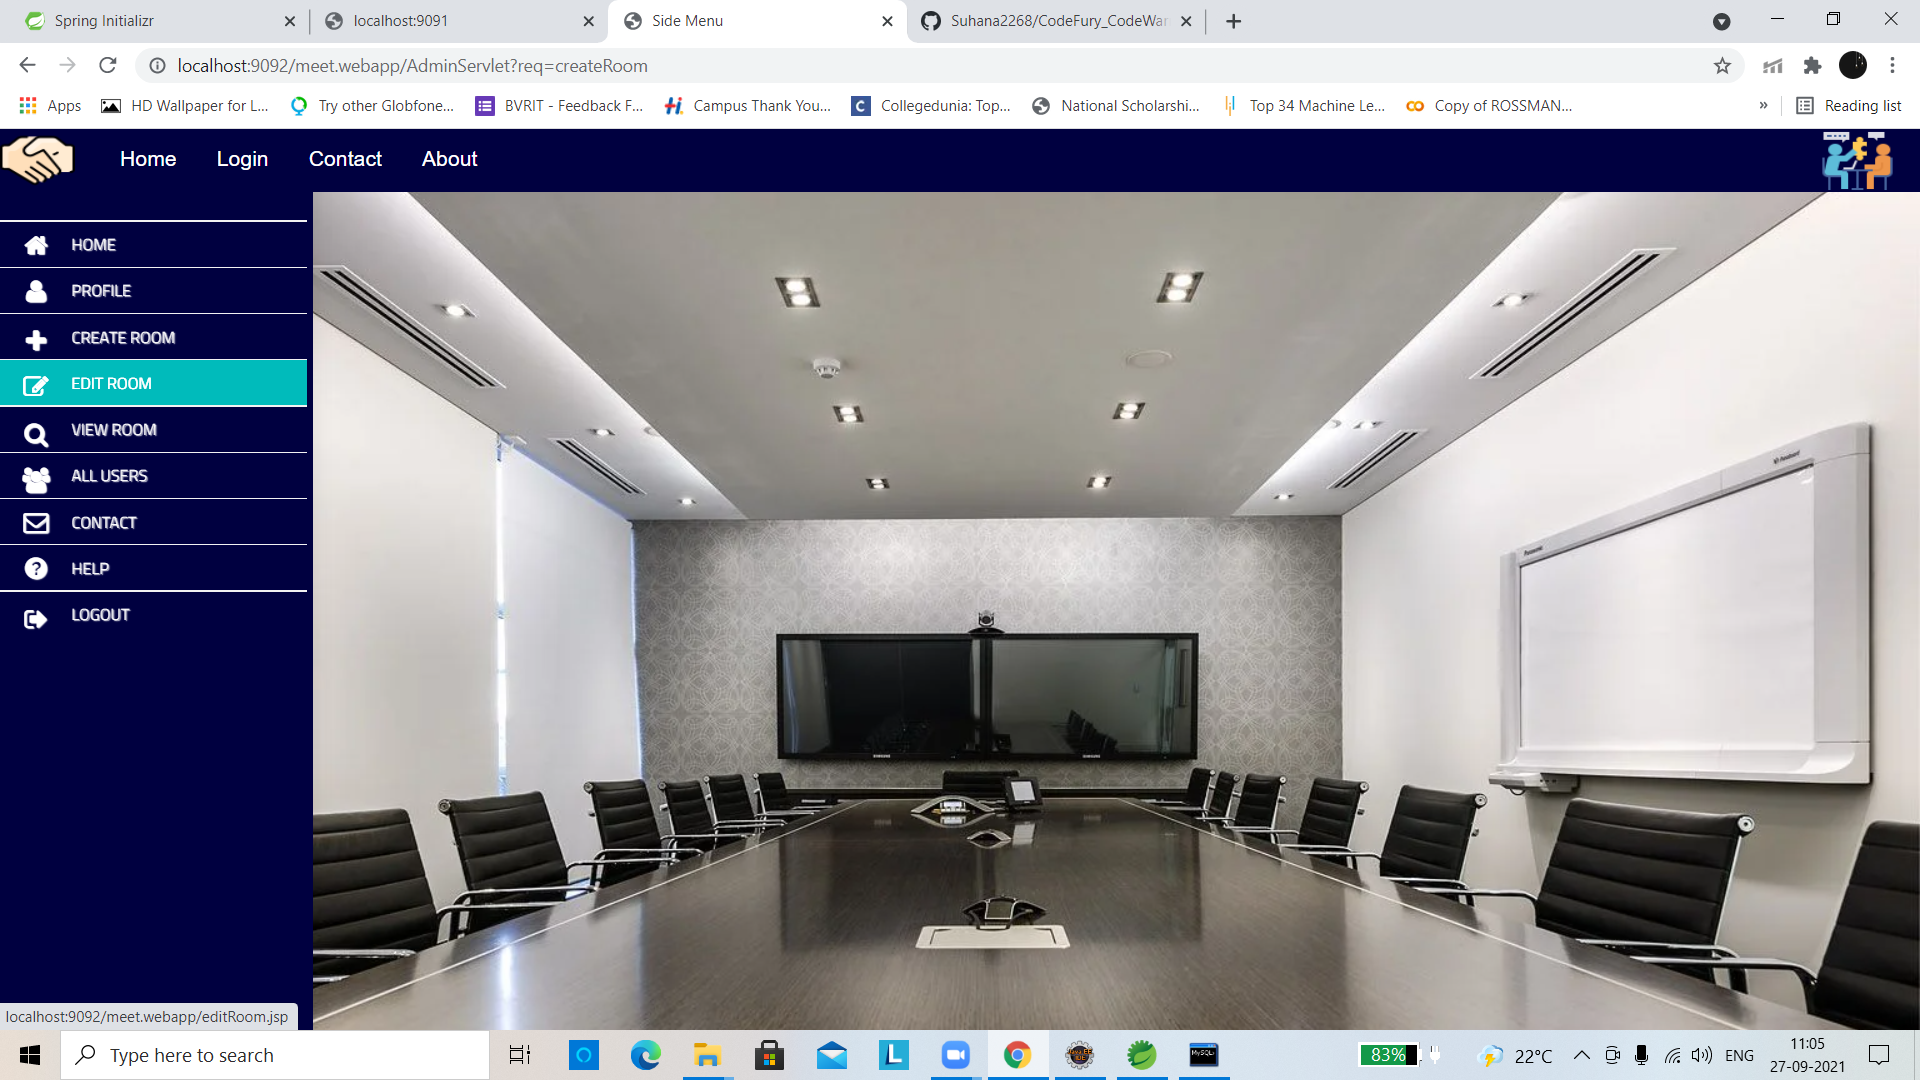 Spring Initializr
localhost:9091
Side Menu
Suhana2268/CodeFury_CodeWar
localhost:9092/meet.webapp/AdminServlet?req=createRoom
Apps
HD Wallpaper for L...
Try other Globfone...
BVRIT - Feedback F...
Campus Thank You...
Collegedunia: Top...
National Scholarshi...
Top 34 Machine Le...
Copy of ROSSMAN...
»
Reading list
Home
Login
Contact
About
HOME
PROFILE
CREATE ROOM
EDIT ROOM
VIEW ROOM
ALL USERS
CONTACT
HELP
LOGOUT
Panasonic
SAMSUNG
SAMSUNG
localhost:9092/meet.webapp/editRoom.jsp
Type here to search
83%
22°C
ENG
11:05
27-09-2021